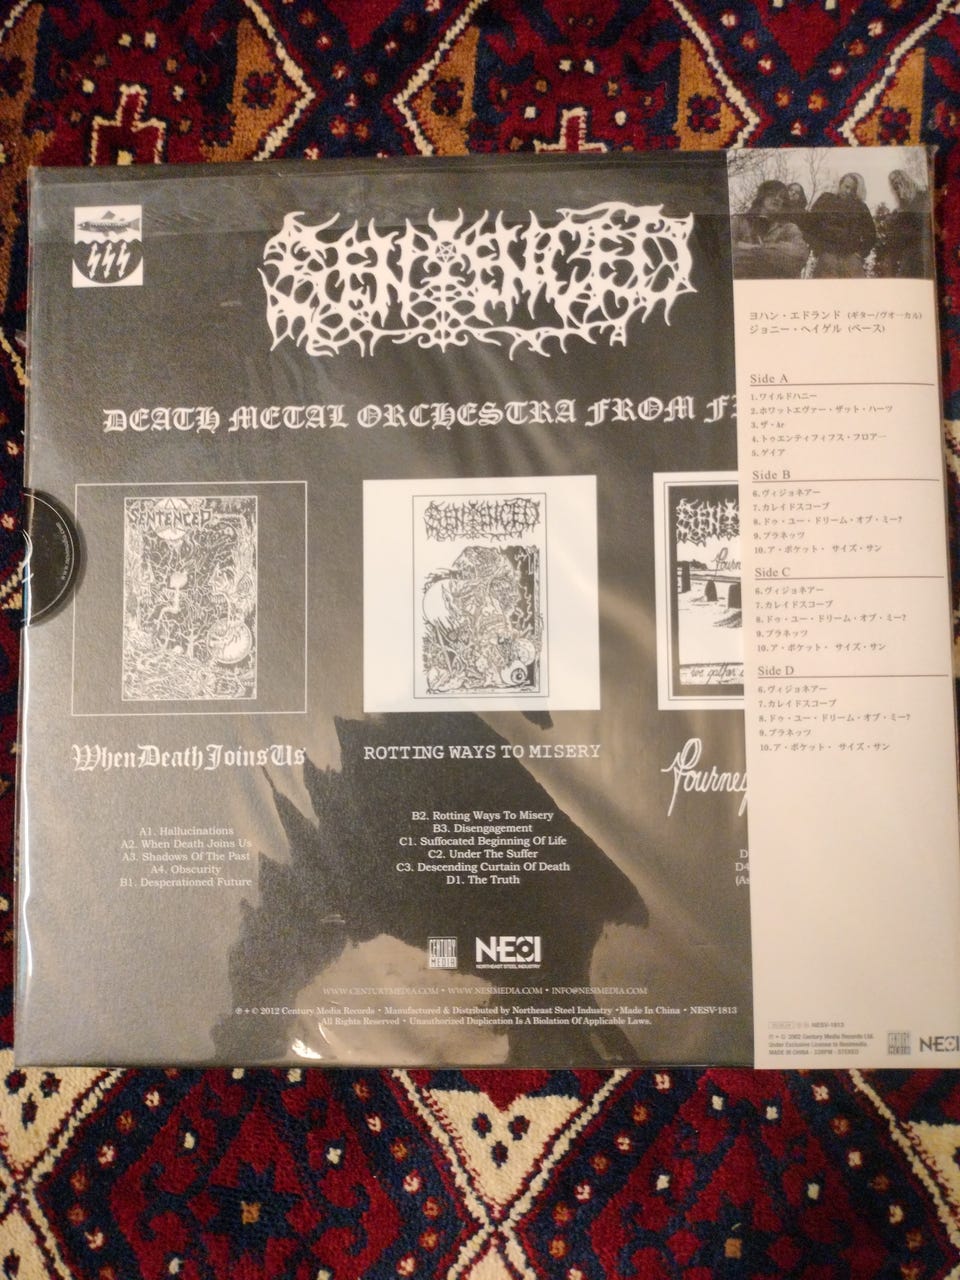 SENTENCED
DEATH METAL ORCHESTRA FROM
SENTENCED
SENTENCED
When Death Joins Us
ROTTING WAYS TO MISERY
Journey
A1. Hallucinations
A2. When Death Joins Us
A3. Shadows Of The Past
A4. Obscurity
B1. Desperationed Future
B2. Rotting Ways To Misery
B3. Disengagement
C1. Suffocated Beginning Of Life
C2. Under The Suffer
C3. Descending Curtain Of Death
D1. The Truth
CENTURY
MEDIA
NESI
NORTHEAST STEEL INDUSTRY
WWW.CENTURYMEDIA.COM • WWW.NESIMEDIA.COM • INFO@NESIMEDIA.COM
℗ + © 2012 Century Media Records • Manufactured & Distributed by Northeast Steel Industry • Made In China • NESV-1813
All Rights Reserved • Unauthorized Duplication Is A Biolation Of Applicable Laws.
ヨハン・エドランド (ギター/ヴォーカル)
ジョニー・ヘイゲル (ベース)
Side A
1.ワイルドハニー
2.ホワットエヴァー・ザット・ハーツ
3.ザ・Ar
4.トゥエンティフィフス・フロアー
5.ゲイア
Side B
6.ヴィジョネアー
7.カレイドスコープ
8.ドゥ・ユー・ドリーム・オブ・ミー?
9.プラネッツ
10.ア・ポケット・ サイズ・サン
Side C
6.ヴィジョネアー
7.カレイドスコープ
8.ドゥ・ユー・ドリーム・オブ・ミー?
9.プラネッツ
10.ア・ポケット・ サイズ・サン
Side D
6.ヴィジョネアー
7.カレイドスコープ
8.ドゥ・ユー・ドリーム・オブ・ミー?
9.プラネッツ
10.ア・ポケット・ サイズ・サン
NESV-1813
℗ + © 2002 Century Media Records Ltd.
Under Exclusive License to Nesimedia
MADE IN CHINA · 33RPM · STEREO
CENTURY
MEDIA
NESI